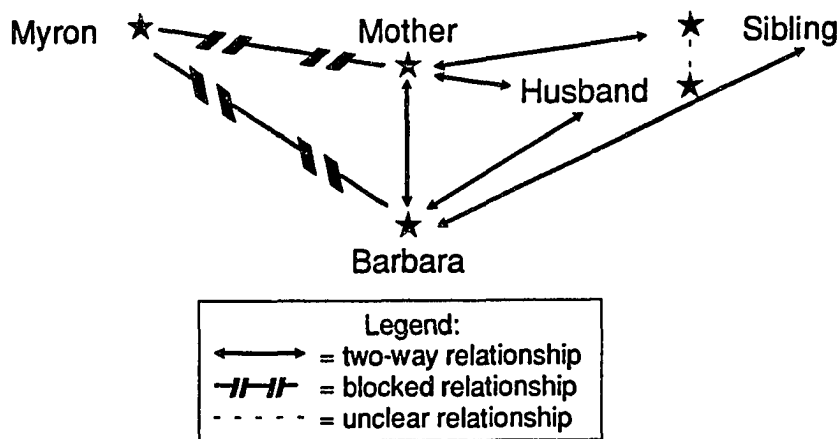 Myron
Mother
Sibling
Husband
Barbara
Legend:
= two-way relationship
= blocked relationship
= unclear relationship